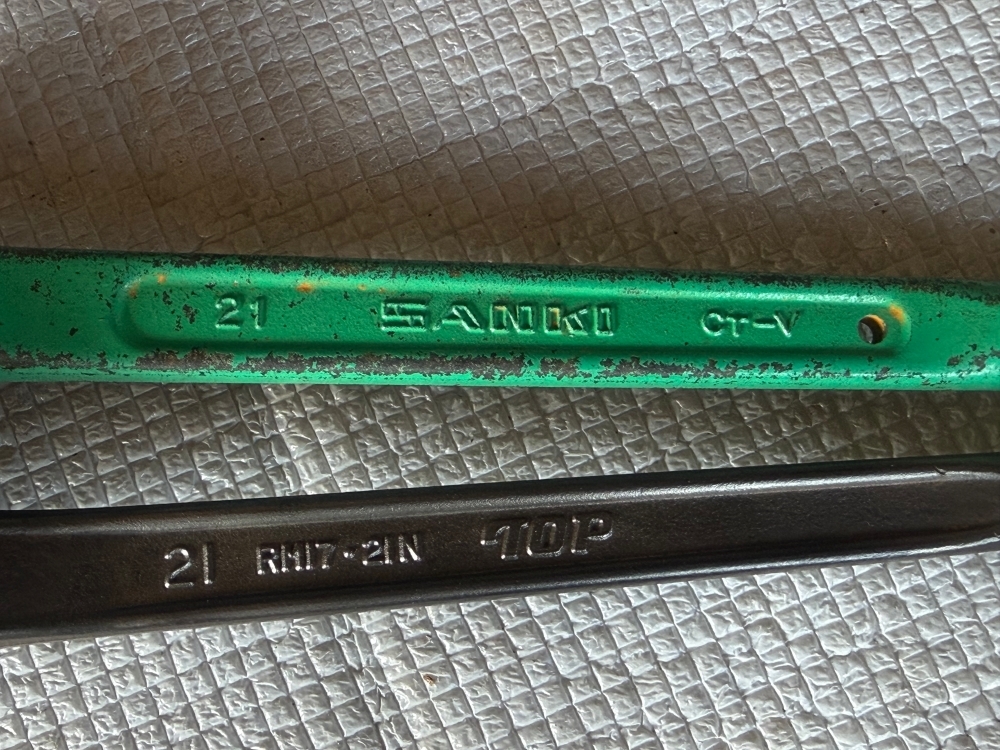 21 SANKI Cr-V
21 RM17-21N TOP